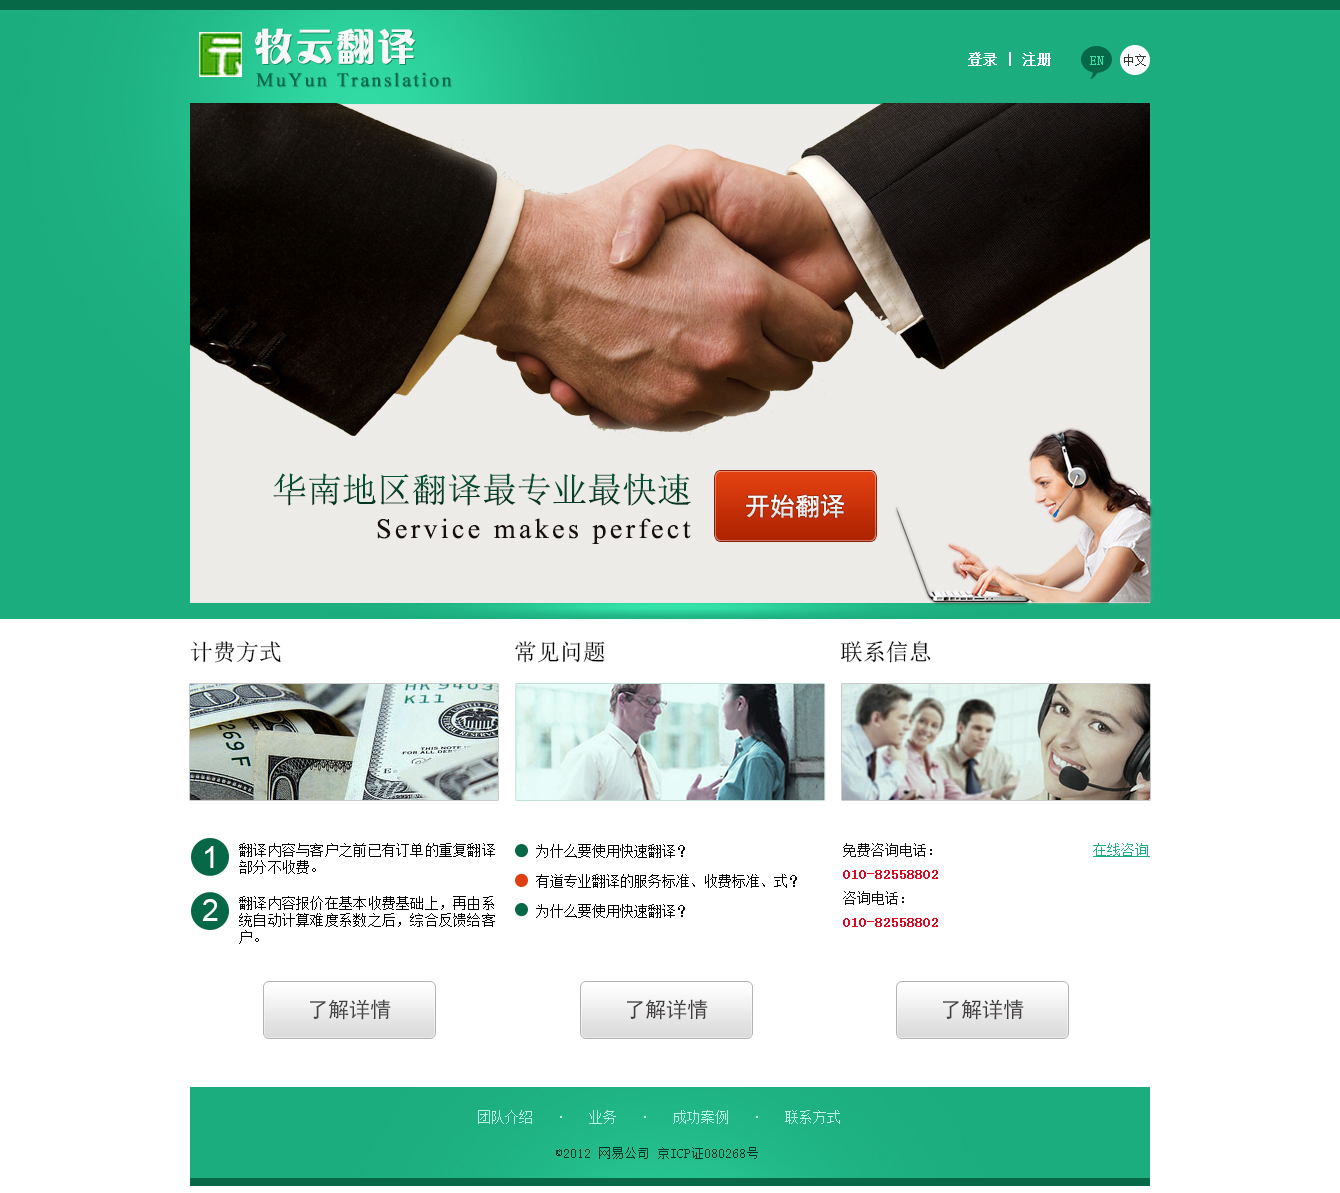 牧云翻译
MuYun Translation
登录 | 注册
EN
中文
华南地区翻译最专业最快速
Service makes perfect
开始翻译
计费方式
常见问题
联系信息
K11
269F
1
翻译内容与客户之前已有订单的重复翻译
部分不收费。
2
翻译内容报价在基本收费基础上，再由系
统自动计算难度系数之后，综合反馈给客
户。
为什么要使用快速翻译？
有道专业翻译的服务标准、收费标准、式？
为什么要使用快速翻译？
免费咨询电话：
在线咨询
010-82558802
咨询电话：
010-82558802
了解详情
了解详情
了解详情
团队介绍 · 业务 · 成功案例 · 联系方式
©2012 网易公司 京ICP证080268号